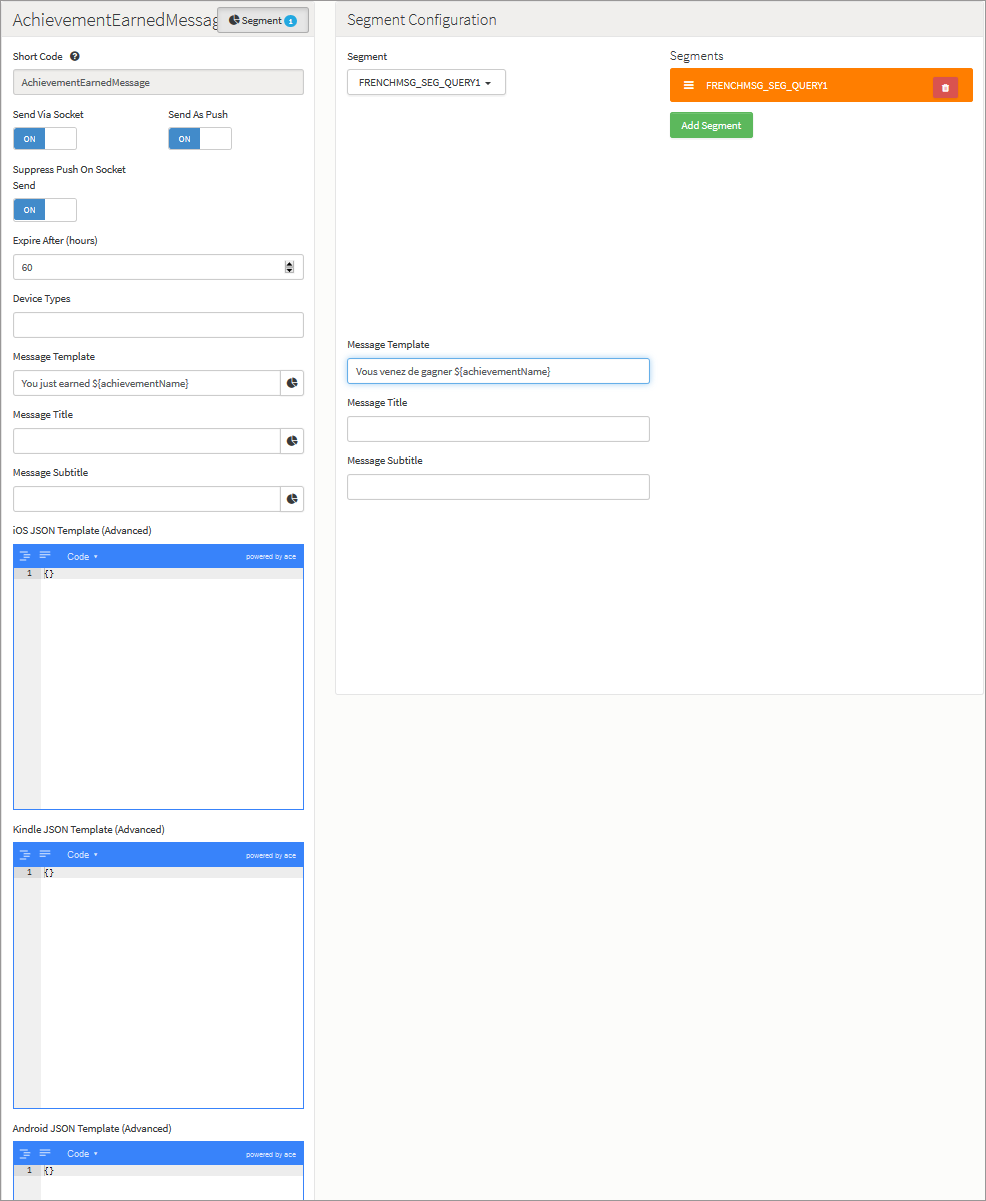 AchievementEarnedMessag
Segment 1
Short Code ?
AchievementEarnedMessage
Send Via Socket
Send As Push
ON
ON
Suppress Push On Socket
Send
ON
Expire After (hours)
60
Device Types
Message Template
You just earned ${achievementName}
Message Title
Message Subtitle
iOS JSON Template (Advanced)
Code
powered by ace
1 {}
Kindle JSON Template (Advanced)
Code
powered by ace
1 {}
Android JSON Template (Advanced)
Code
powered by ace
1 {}
Segment Configuration
Segment
FRENCHMSG_SEG_QUERY1
Segments
FRENCHMSG_SEG_QUERY1
Add Segment
Message Template
Vous venez de gagner ${achievementName}
Message Title
Message Subtitle